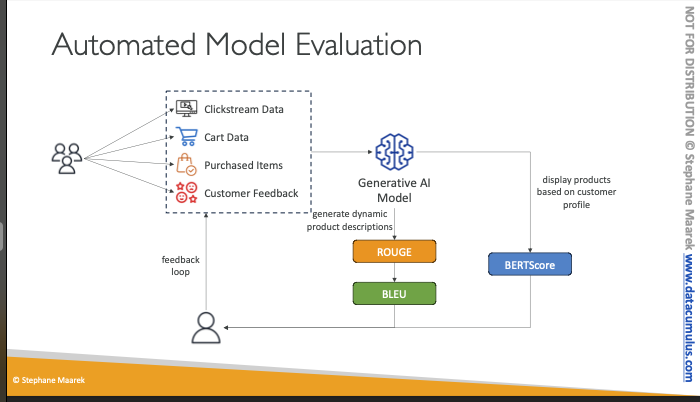 Automated Model Evaluation
Clickstream Data
Cart Data
Purchased Items
Customer Feedback
Generative AI
Model
generate dynamic
product descriptions
display products
based on customer
profile
ROUGE
BERTScore
BLEU
feedback
loop
© Stephane Maarek
NOT FOR DISTRIBUTION © Stephane Maarek www.datacumulus.com